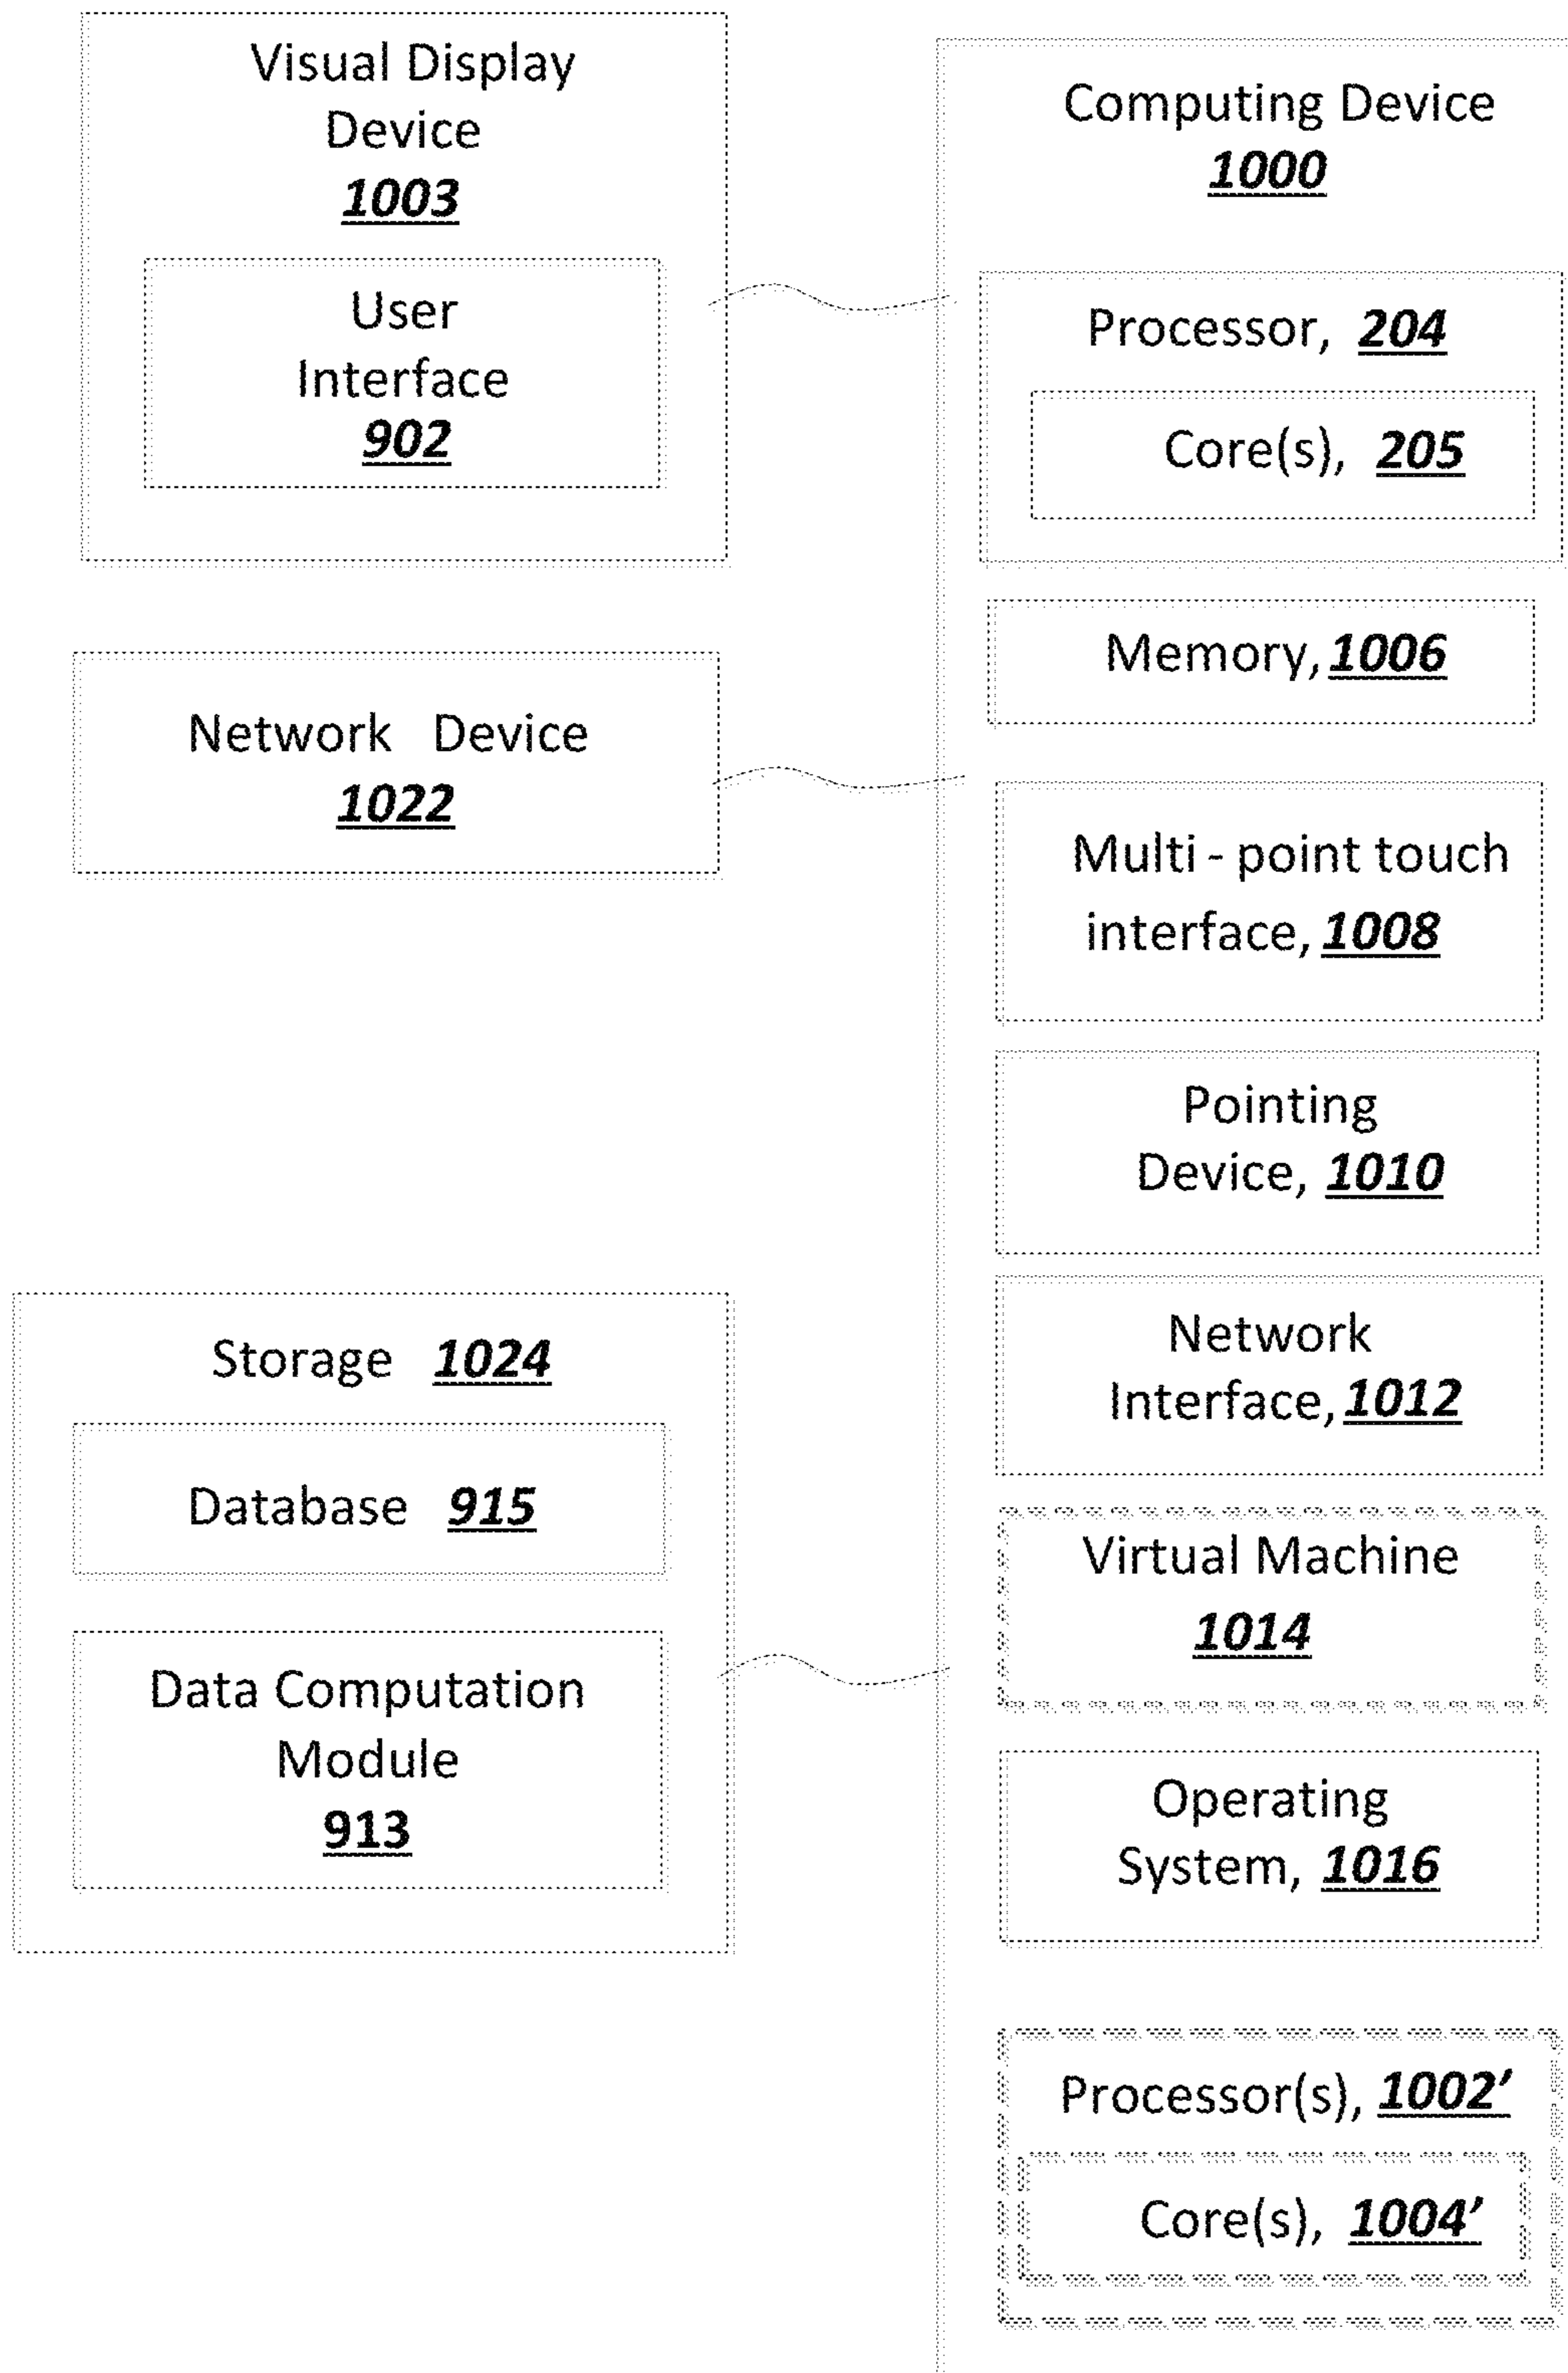 Visual Display
Device
1003
User
Interface
902
Network Device
1022
Storage 1024
Database 915
Data Computation
Module
913
Computing Device
1000
Processor, 204
Core(s), 205
Memory, 1006
Multi - point touch
interface, 1008
Pointing
Device, 1010
Network
Interface, 1012
Virtual Machine
1014
Operating
System, 1016
Processor(s), 1002’
Core(s), 1004’